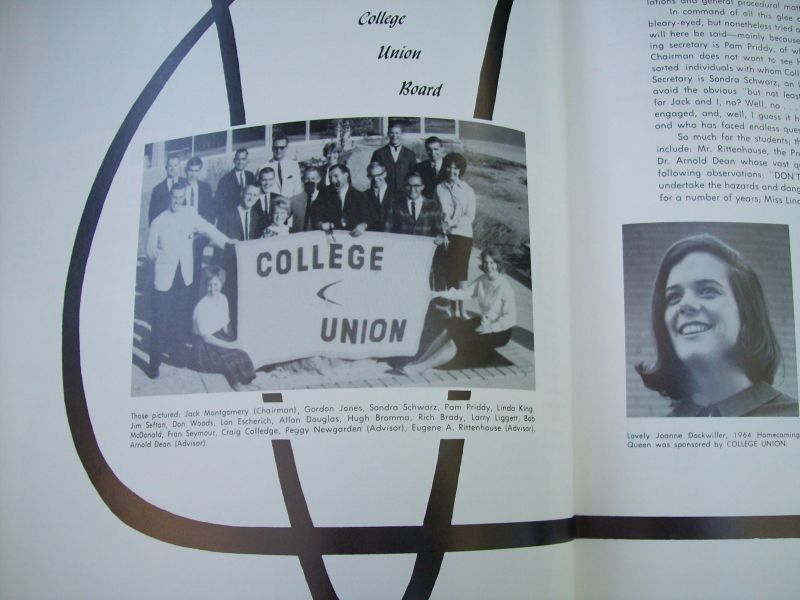 College
Union
Board
COLLEGE
UNION
Those pictured: Jack Montgomery (Chairman), Gordon Jones, Sondra Schwarz, Pam Priddy, Linda King,
Jim Sefton, Don Woods, Lon Escherich, Allan Douglas, Hugh Bromma, Rich Brady, Larry Liggett, Bob
McDonald, Fran Seymour, Craig Colledge, Peggy Newgarden (Advisor), Eugene A. Rittenhouse (Advisor),
Arnold Dean (Advisor).
lations and general procedural
In command of all this glee
bleary-eyed, but nonetheless tried
will here be said—mainly because
ing secretary is Pam Priddy, of
Chairman does not want to see
sorted individuals with whom
Secretary is Sondra Schwarz, an
avoid the obvious "but not least
for Jack and I, no? Well, no . . .
engaged, and, well, I guess it
and who has faced endless
So much for the students;
include: Mr. Rittenhouse, the
Dr. Arnold Dean whose vast
following observations: "DON'T
undertake the hazards and
for a number of years; Miss
Lovely Joanne Dockwiller, 1964 Homecoming
Queen was sponsored by COLLEGE UNION.